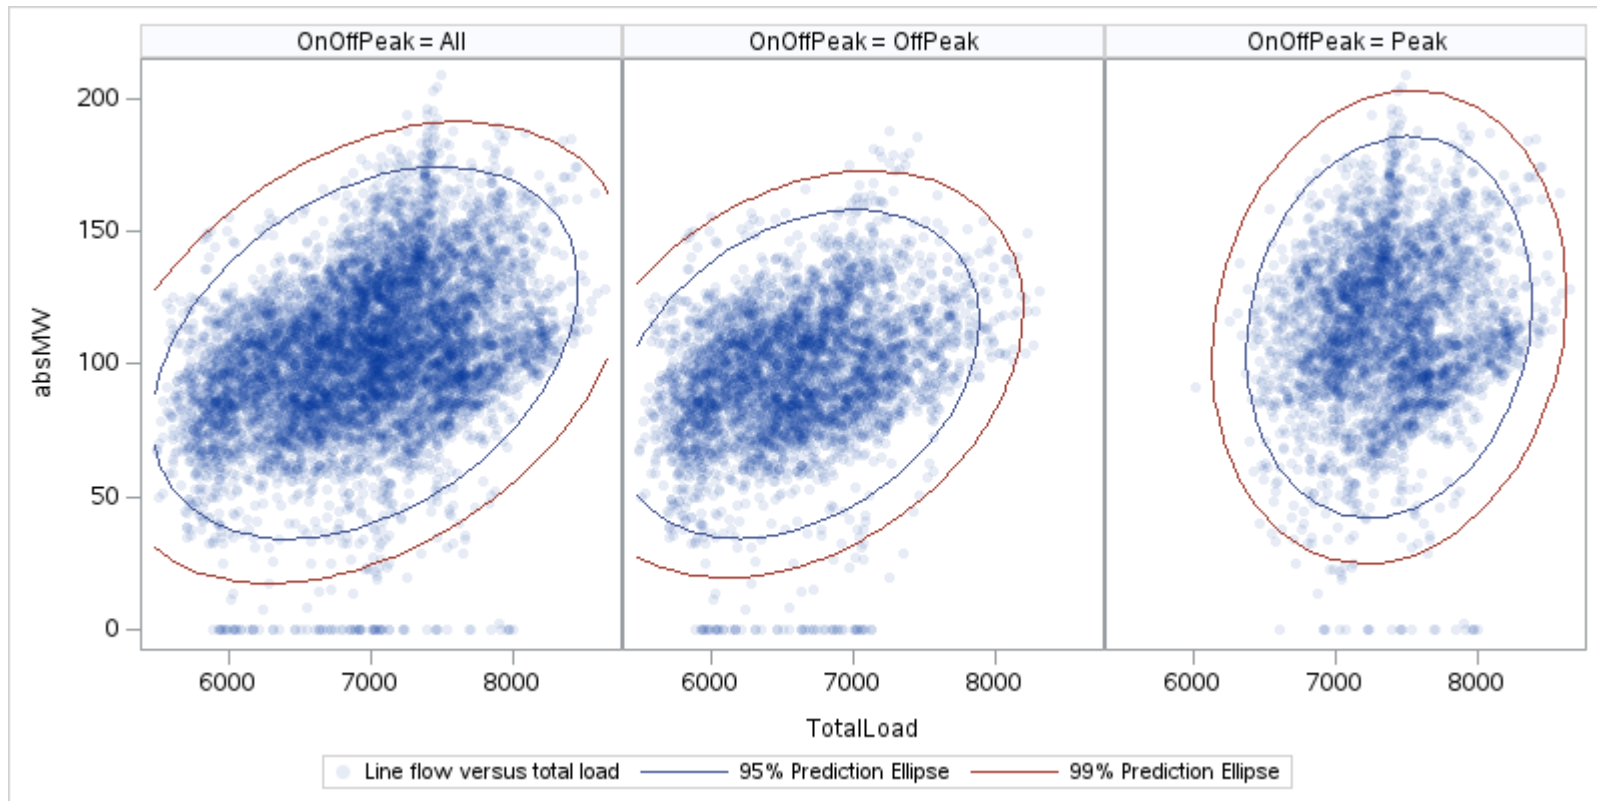 OnOffPeak = All
OnOffPeak = OffPeak
OnOffPeak = Peak
absMW
200
150
100
50
0
6000 7000 8000
6000 7000 8000
6000 7000 8000
TotalLoad
Line flow versus total load 95% Prediction Ellipse 99% Prediction Ellipse